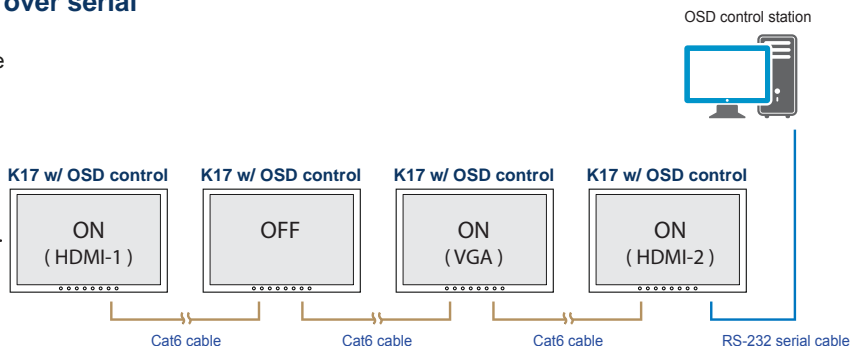 over serial
OSD control station
e
K17 w/ OSD control K17 w/ OSD control K17 w/ OSD control K17 w/ OSD control
ON
( HDMI-1 )
OFF
ON
( VGA )
ON
( HDMI-2 )
.
Cat6 cable Cat6 cable Cat6 cable RS-232 serial cable